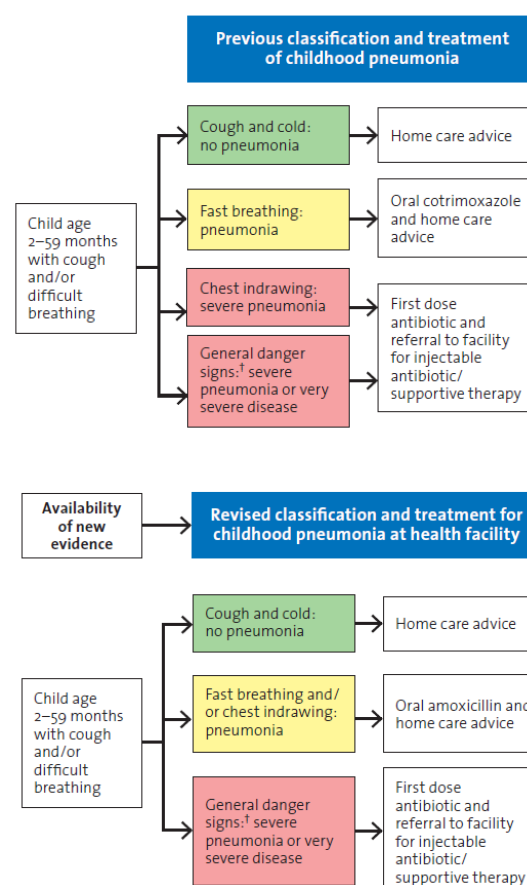 Previous classification and treatment
of childhood pneumonia
Child age
2–59 months
with cough
and/or
difficult
breathing
Cough and cold:
no pneumonia
Home care advice
Fast breathing:
pneumonia
Oral cotrimoxazole
and home care
advice
Chest indrawing:
severe pneumonia
General danger
signs:† severe
pneumonia or very
severe disease
First dose
antibiotic and
referral to facility
for injectable
antibiotic/
supportive therapy
Availability
of new
evidence
Revised classification and treatment for
childhood pneumonia at health facility
Child age
2–59 months
with cough
and/or
difficult
breathing
Cough and cold:
no pneumonia
Home care advice
Fast breathing and/
or chest indrawing:
pneumonia
Oral amoxicillin and
home care advice
General danger
signs:† severe
pneumonia or very
severe disease
First dose
antibiotic and
referral to facility
for injectable
antibiotic/
supportive therapy